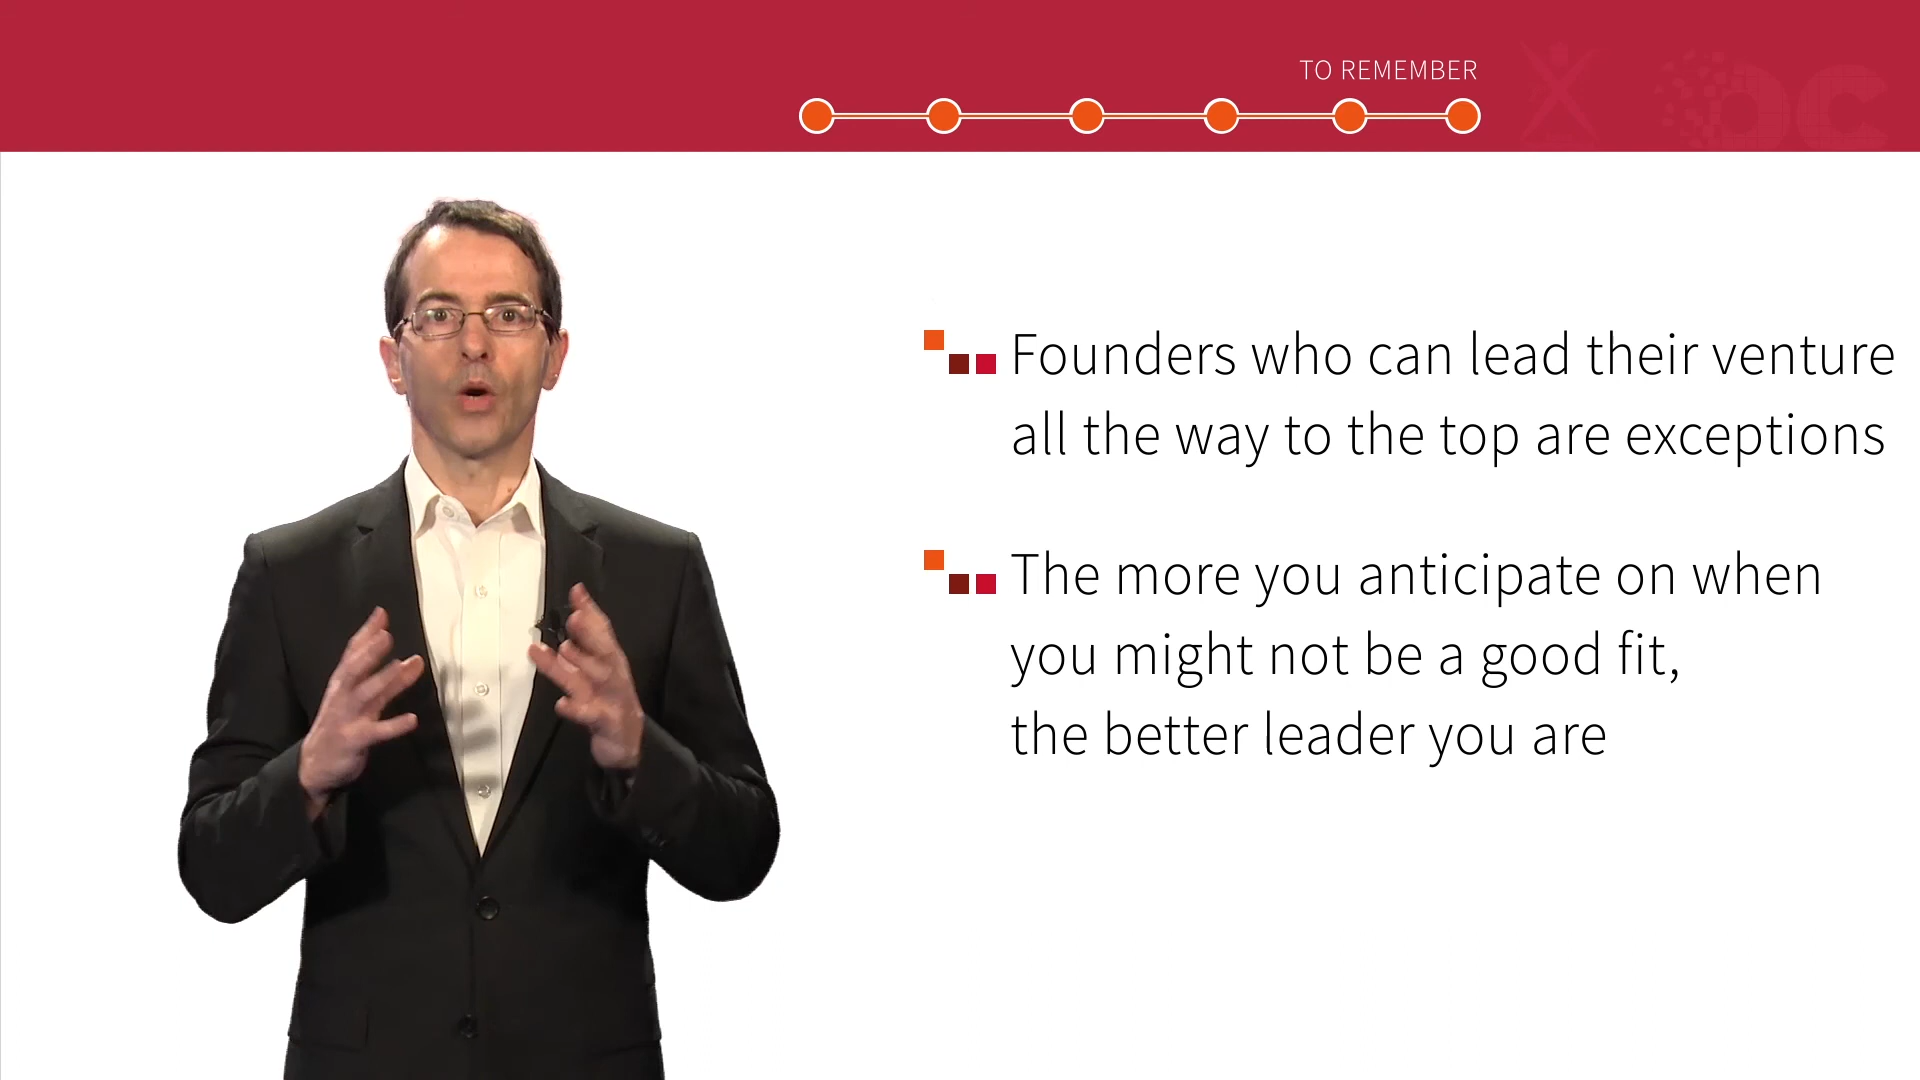 TO REMEMBER
Founders who can lead their venture
all the way to the top are exceptions
The more you anticipate on when
you might not be a good fit,
the better leader you are